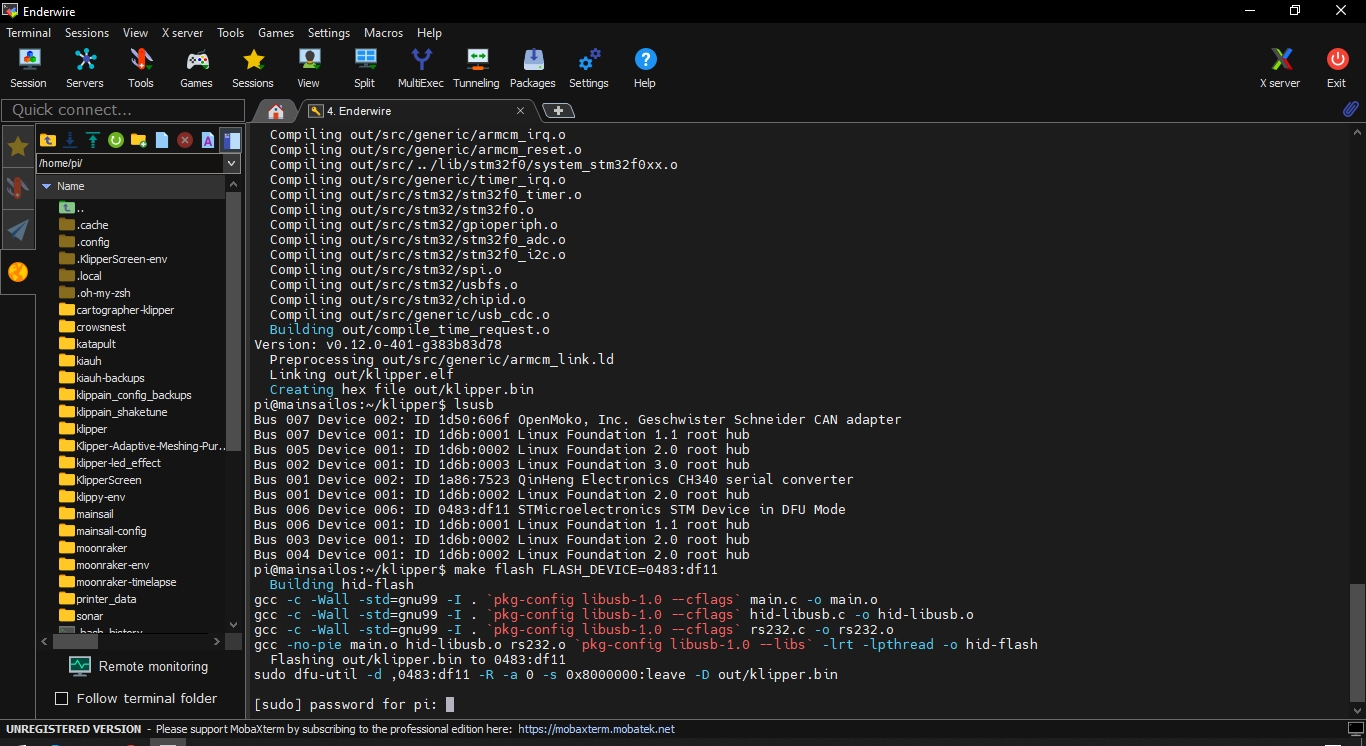 Enderwire
Terminal Sessions View X server Tools Games Settings Macros Help
Session Servers Tools Games Sessions View Split MultiExec Tunneling Packages Settings Help X server Exit
Quick connect...
4. Enderwire
/home/pi/
Name
..
.cache
.config
.KlipperScreen-env
.local
.oh-my-zsh
cartographer-klipper
crowsnest
katapult
kiauh
kiauh-backups
klippain_config_backups
klippain_shaketune
klipper
Klipper-Adaptive-Meshing-Pur..
klipper-led_effect
KlipperScreen
klippy-env
mainsail
mainsail-config
moonraker
moonraker-env
moonraker-timelapse
printer_data
sonar
.bash_history
Remote monitoring
Follow terminal folder
Compiling out/src/generic/armcm_irq.o
Compiling out/src/generic/armcm_reset.o
Compiling out/src/../lib/stm32f0/system_stm32f0xx.o
Compiling out/src/generic/timer_irq.o
Compiling out/src/stm32/stm32f0_timer.o
Compiling out/src/stm32/stm32f0.o
Compiling out/src/stm32/gpioperiph.o
Compiling out/src/stm32/stm32f0_adc.o
Compiling out/src/stm32/stm32f0_i2c.o
Compiling out/src/stm32/spi.o
Compiling out/src/stm32/usbfs.o
Compiling out/src/stm32/chipid.o
Compiling out/src/generic/usb_cdc.o
Building out/compile_time_request.o
Version: v0.12.0-401-g383b83d78
Preprocessing out/src/generic/armcm_link.ld
Linking out/klipper.elf
Creating hex file out/klipper.bin
pi@mainsailos:~/klipper$ lsusb
Bus 007 Device 002: ID 1d50:606f OpenMoko, Inc. Geschwister Schneider CAN adapter
Bus 007 Device 001: ID 1d6b:0001 Linux Foundation 1.1 root hub
Bus 005 Device 001: ID 1d6b:0002 Linux Foundation 2.0 root hub
Bus 002 Device 001: ID 1d6b:0003 Linux Foundation 3.0 root hub
Bus 001 Device 002: ID 1a86:7523 QinHeng Electronics CH340 serial converter
Bus 001 Device 001: ID 1d6b:0002 Linux Foundation 2.0 root hub
Bus 006 Device 006: ID 0483:df11 STMicroelectronics STM Device in DFU Mode
Bus 006 Device 001: ID 1d6b:0001 Linux Foundation 1.1 root hub
Bus 003 Device 001: ID 1d6b:0002 Linux Foundation 2.0 root hub
Bus 004 Device 001: ID 1d6b:0002 Linux Foundation 2.0 root hub
pi@mainsailos:~/klipper$ make flash FLASH_DEVICE=0483:df11
Building hid-flash
gcc -c -Wall -std=gnu99 -I . `pkg-config libusb-1.0 --cflags` main.c -o main.o
gcc -c -Wall -std=gnu99 -I . `pkg-config libusb-1.0 --cflags` hid-libusb.c -o hid-libusb.o
gcc -c -Wall -std=gnu99 -I . `pkg-config libusb-1.0 --cflags` rs232.c -o rs232.o
gcc -no-pie main.o hid-libusb.o rs232.o `pkg-config libusb-1.0 --libs` -lrt -lpthread -o hid-flash
Flashing out/klipper.bin to 0483:df11
sudo dfu-util -d ,0483:df11 -R -a 0 -s 0x8000000:leave -D out/klipper.bin
[sudo] password for pi:
UNREGISTERED VERSION - Please support MobaXterm by subscribing to the professional edition here: https://mobaxterm.mobatek.net